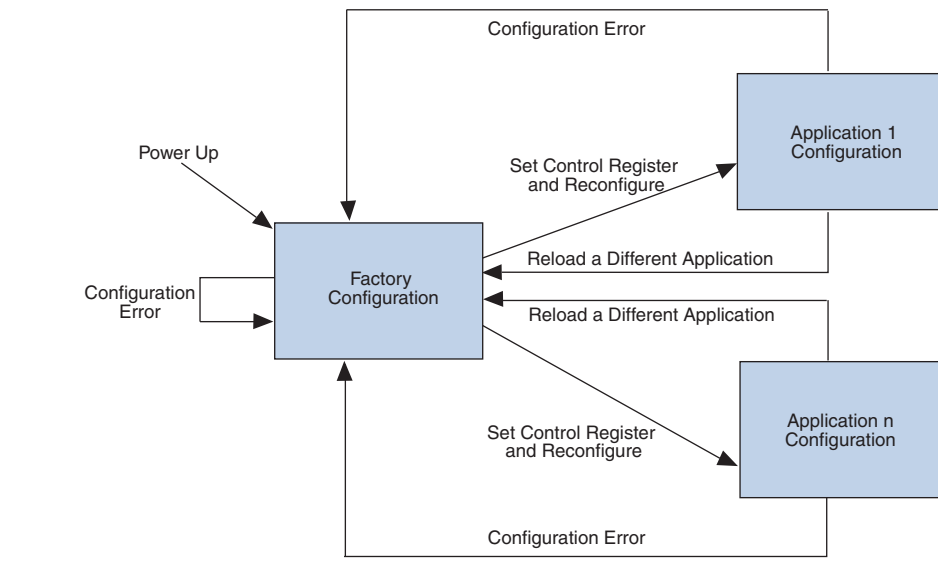 Configuration Error
Application 1
Configuration
Power Up
Set Control Register
and Reconfigure
Reload a Different Application
Factory
Configuration
Configuration
Error
Reload a Different Application
Application n
Configuration
Set Control Register
and Reconfigure
Configuration Error